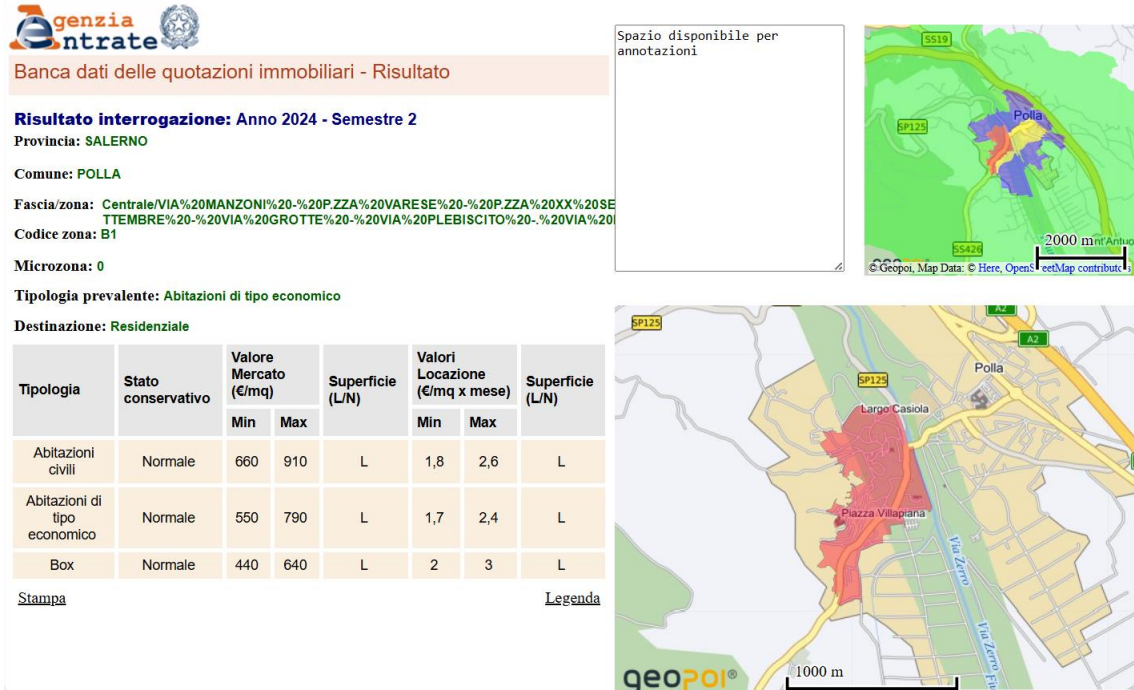 Agenzia
Entrate
Banca dati delle quotazioni immobiliari - Risultato
Risultato interrogazione: Anno 2024 - Semestre 2
Provincia: SALERNO
Comune: POLLA
Fascia/zona: Centrale/VIA%20MANZONI%20-%20P.ZZA%20VARESE%20-%20P.ZZA%20XX%20SE
TTEMBRE%20-%20VIA%20GROTTE%20-%20VIA%20PLEBISCITO%20-.%20VIA%20
Codice zona: B1
Microzona: 0
Tipologia prevalente: Abitazioni di tipo economico
Destinazione: Residenziale
Tipologia
Stato conservativo
Valore Mercato (€/mq)
Superficie (L/N)
Valori Locazione (€/mq x mese)
Superficie (L/N)
Min Max Min Max
Abitazioni civili Normale 660 910 L 1,8 2,6 L
Abitazioni di tipo economico Normale 550 790 L 1,7 2,4 L
Box Normale 440 640 L 2 3 L
Stampa Legenda
Spazio disponibile per
annotazioni
SS19
Polla
SP125
SS426
2000 m
nt'Antuo
© Geopoi, Map Data: © Here, OpenStreetMap contributors
SP125
A2
A2
Polla
SP125
Largo Casiola
Piazza Villapiana
Via Zerro
Via Zerro Fi
1000 m
geopoi®